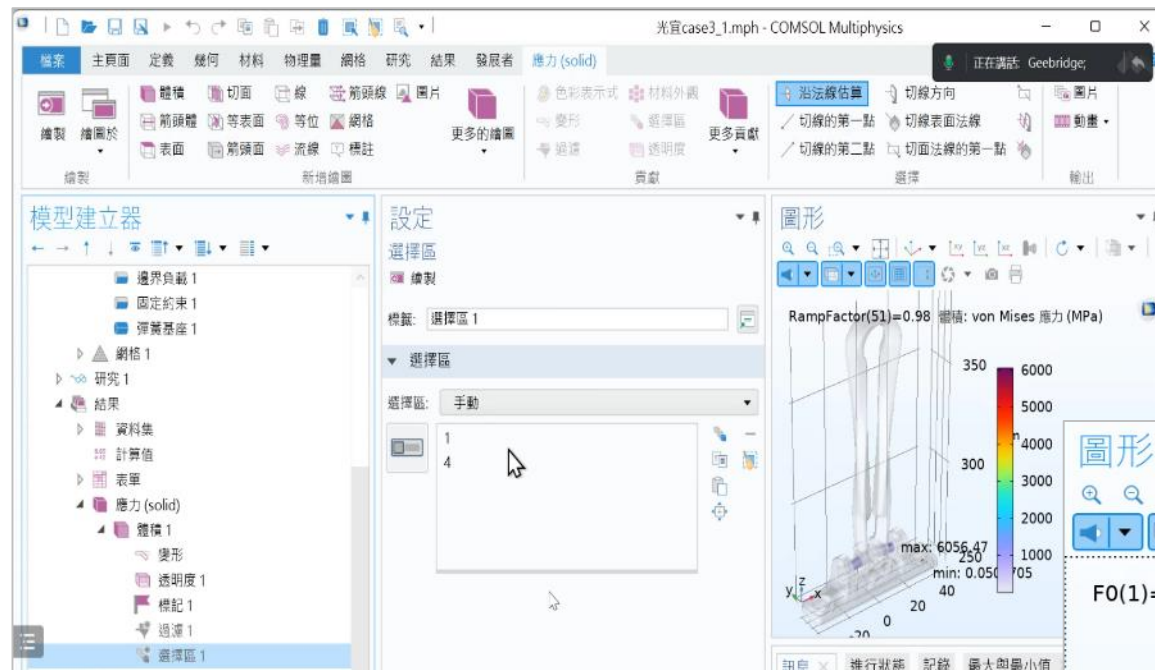 光宜case3_1.mph - COMSOL Multiphysics
檔案 主頁面 定義 幾何 材料 物理量 網格 研究 結果 發展者 應力 (solid)
正在講話: Geebridge;
體積 切面 線 箭頭線 圖片
箭頭體 等表面 等位 網格
表面 箭頭面 流線 標註
繪製 繪圖於
更多的繪圖
色彩表示式 材料外觀
變形 選擇區
過濾 透明度
更多貢獻
沿法線估算 切線方向
切線的第一點 切線表面法線
切線的第二點 切面法線的第一點
圖片
動畫
繪製 新增繪圖 貢獻 選擇 輸出
模型建立器
邊界負載 1
固定約束 1
彈簧基座 1
網格 1
研究 1
結果
資料集
計算值
表單
應力 (solid)
體積 1
變形
透明度 1
標記 1
過濾 1
選擇區 1
設定
選擇區
繪製
標籤: 選擇區 1
選擇區
選擇區: 手動
1
4
圖形
RampFactor(51)=0.98 體積: von Mises 應力 (MPa)
350
300
250
6000
5000
4000
3000
2000
1000
max: 6056.47
min: 0.050705
40
20
0
-20
z
y x
訊息 進行狀態 記錄 最大與最小值
圖形
F0(1)=